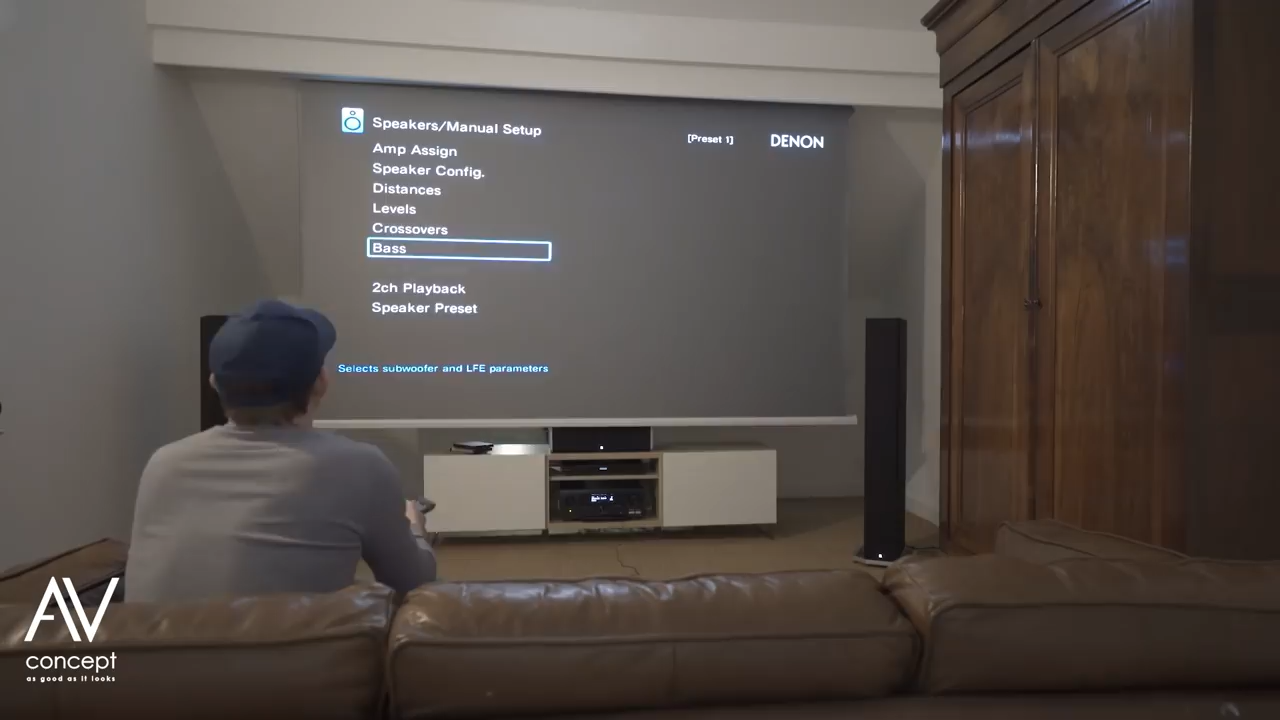 Speakers/Manual Setup
[Preset 1]
DENON
Amp Assign
Speaker Config.
Distances
Levels
Crossovers
Bass
2ch Playback
Speaker Preset
Selects subwoofer and LFE parameters
AV
concept
as good as it looks